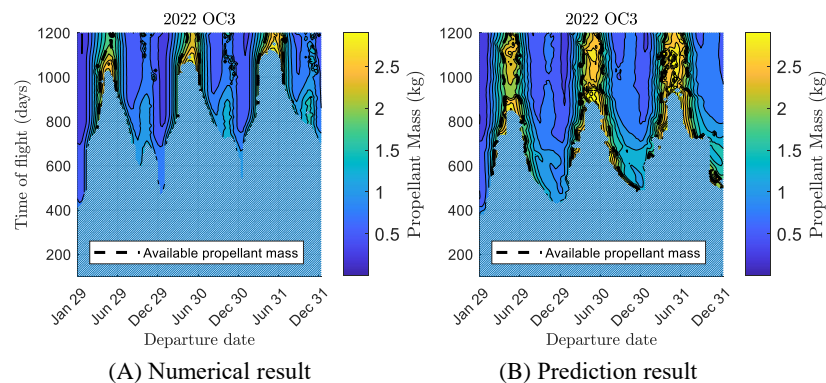 2022 OC3
1200
1000
800
600
400
200
Time of flight (days)
Available propellant mass
Jan 29
Jun 29
Dec 29
Jun 30
Dec 30
Jun 31
Dec 31
Departure date
2.5
2
1.5
1
0.5
Propellant Mass (kg)
(A) Numerical result
2022 OC3
1200
1000
800
600
400
200
Available propellant mass
Jan 29
Jun 29
Dec 29
Jun 30
Dec 30
Jun 31
Dec 31
Departure date
2.5
2
1.5
1
0.5
Propellant Mass (kg)
(B) Prediction result